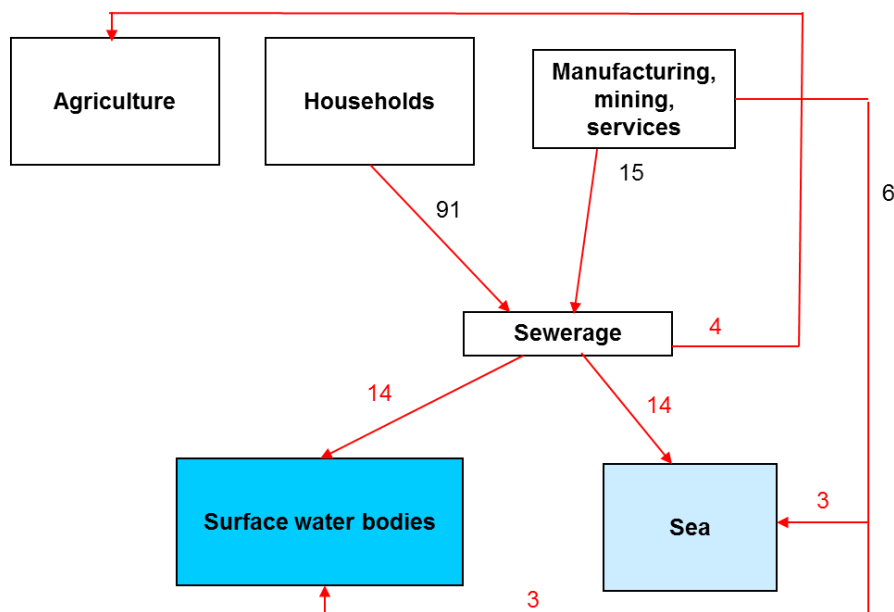 Agriculture
Households
Manufacturing,
mining,
services
15
6
91
Sewerage
4
14
14
Surface water bodies
Sea
3
3